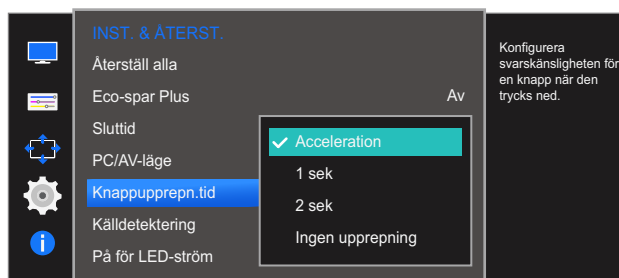 INST. & ÅTERST.
Återställ alla
Eco-spar Plus Av
Sluttid
PC/AV-läge
Knappupprepn.tid
Källdetektering
På för LED-ström
Acceleration
1 sek
2 sek
Ingen upprepning
Konfigurera
svarskänsligheten för
en knapp när den
trycks ned.